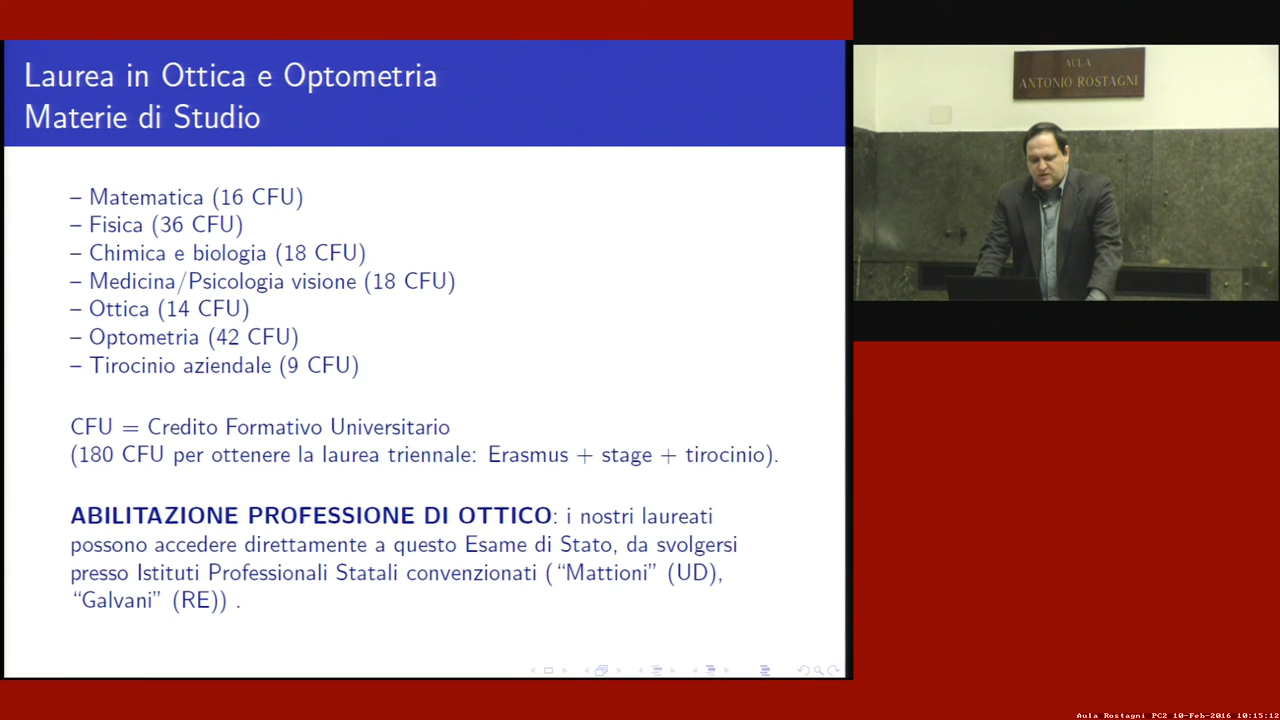 Laurea in Ottica e Optometria
Materie di Studio
– Matematica (16 CFU)
– Fisica (36 CFU)
– Chimica e biologia (18 CFU)
– Medicina/Psicologia visione (18 CFU)
– Ottica (14 CFU)
– Optometria (42 CFU)
– Tirocinio aziendale (9 CFU)
CFU = Credito Formativo Universitario
(180 CFU per ottenere la laurea triennale: Erasmus + stage + tirocinio).
ABILITAZIONE PROFESSIONE DI OTTICO: i nostri laureati
possono accedere direttamente a questo Esame di Stato, da svolgersi
presso Istituti Professionali Statali convenzionati (“Mattioni” (UD),
“Galvani” (RE)) .
AULA
ANTONIO ROSTAGNI
Aula Rostagni PC2 10-Feb-2016 10:15:12